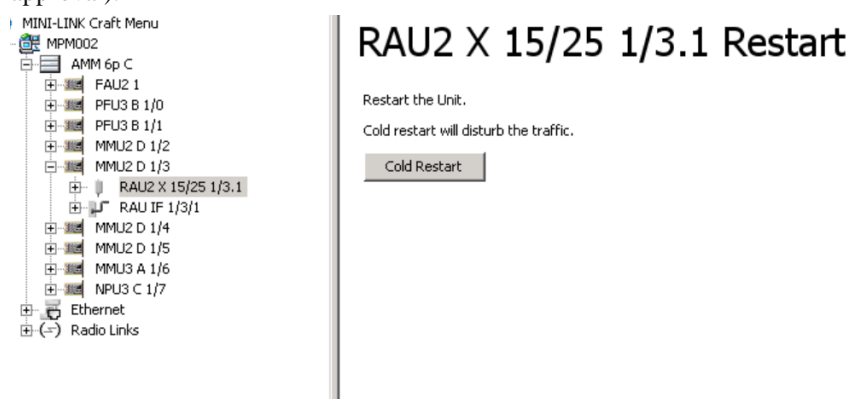 approval).
MINI-LINK Craft Menu
MPM002
AMM 6p C
FAU2 1
PFU3 B 1/0
PFU3 B 1/1
MMU2 D 1/2
MMU2 D 1/3
RAU2 X 15/25 1/3.1
RAU IF 1/3/1
MMU2 D 1/4
MMU2 D 1/5
MMU3 A 1/6
NPU3 C 1/7
Ethernet
Radio Links
RAU2 X 15/25 1/3.1 Restart
Restart the Unit.
Cold restart will disturb the traffic.
Cold Restart